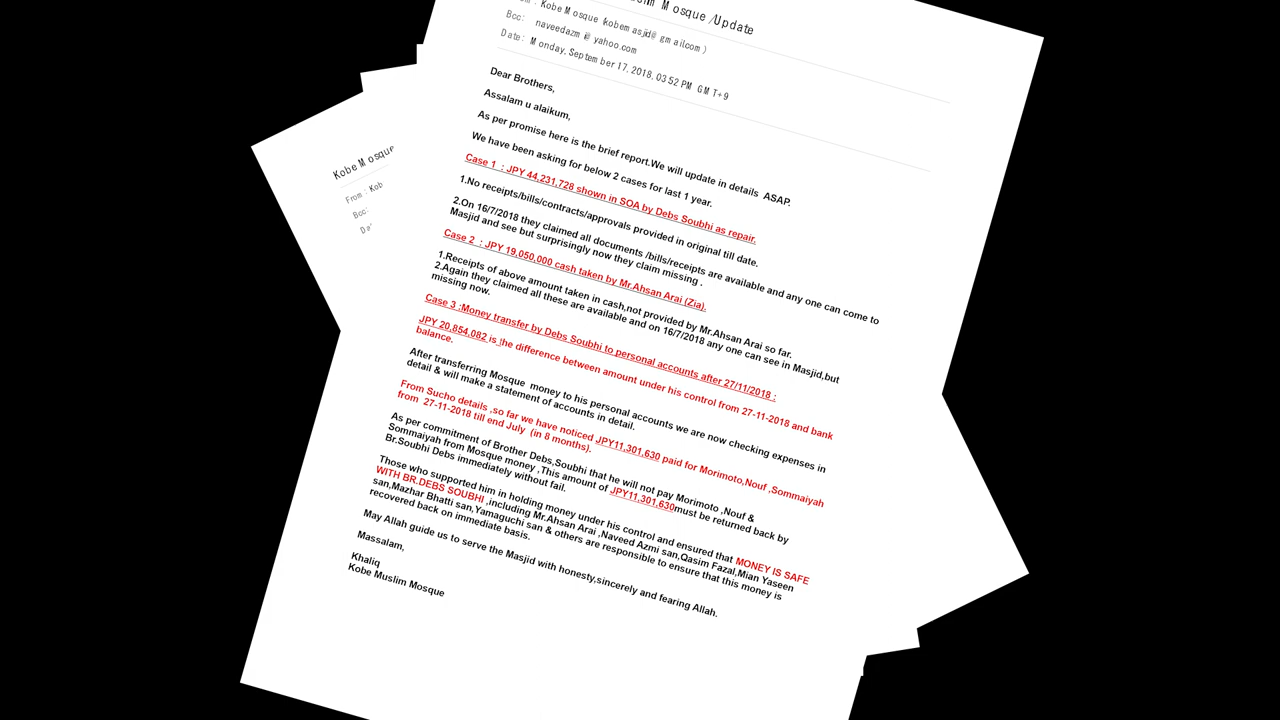 Mosque /Update
: Kobe Mosque (kobemasjid@gmail.com)
Bcc: naveedazmi@yahoo.com
Date: Monday, September 17, 2018, 03:52 PM GMT+9
Dear Brothers,
Assalam u alaikum,
As per promise here is the brief report.We will update in details ASAP.
We have been asking for below 2 cases for last 1 year.
Case 1 : JPY 44,231,728 shown in SOA by Debs Soubhi as repair.
1.No receipts/bills/contracts/approvals provided in original till date.
2.On 16/7/2018 they claimed all documents /bills/receipts are available and any one can come to
Masjid and see but surprisingly now they claim missing .
Case 2 : JPY 19,050,000 cash taken by Mr.Ahsan Arai (Zia).
1.Receipts of above amount taken in cash,not provided by Mr.Ahsan Arai so far.
2.Again they claimed all these are available and on 16/7/2018 any one can see in Masjid,but
missing now.
Case 3 :Money transfer by Debs Soubhi to personal accounts after 27/11/2018 :
JPY 20,854,082 is the difference between amount under his control from 27-11-2018 and bank
balance.
After transferring Mosque money to his personal accounts we are now checking expenses in
detail & will make a statement of accounts in detail.
From Sucho details ,so far we have noticed JPY11,301,630 paid for Morimoto,Nouf ,Sommaiyah
from 27-11-2018 till end July (in 8 months).
As per commitment of Brother Debs,Soubhi that he will not pay Morimoto ,Nouf &
Sommaiyah from Mosque money ,This amount of JPY11,301,630must be returned back by
Br.Soubhi Debs immediately without fail.
Those who supported him in holding money under his control and ensured that MONEY IS SAFE
WITH BR.DEBS SOUBHI ,including Mr.Ahsan Arai ,Naveed Azmi san,Qasim Fazal,Mian Yaseen
san,Mazhar Bhatti san,Yamaguchi san & others are responsible to ensure that this money is
recovered back on immediate basis.
May Allah guide us to serve the Masjid with honesty,sincerely and fearing Allah.
Massalam,
Khaliq
Kobe Muslim Mosque
Kobe Mosque
From : Kob
Bcc: